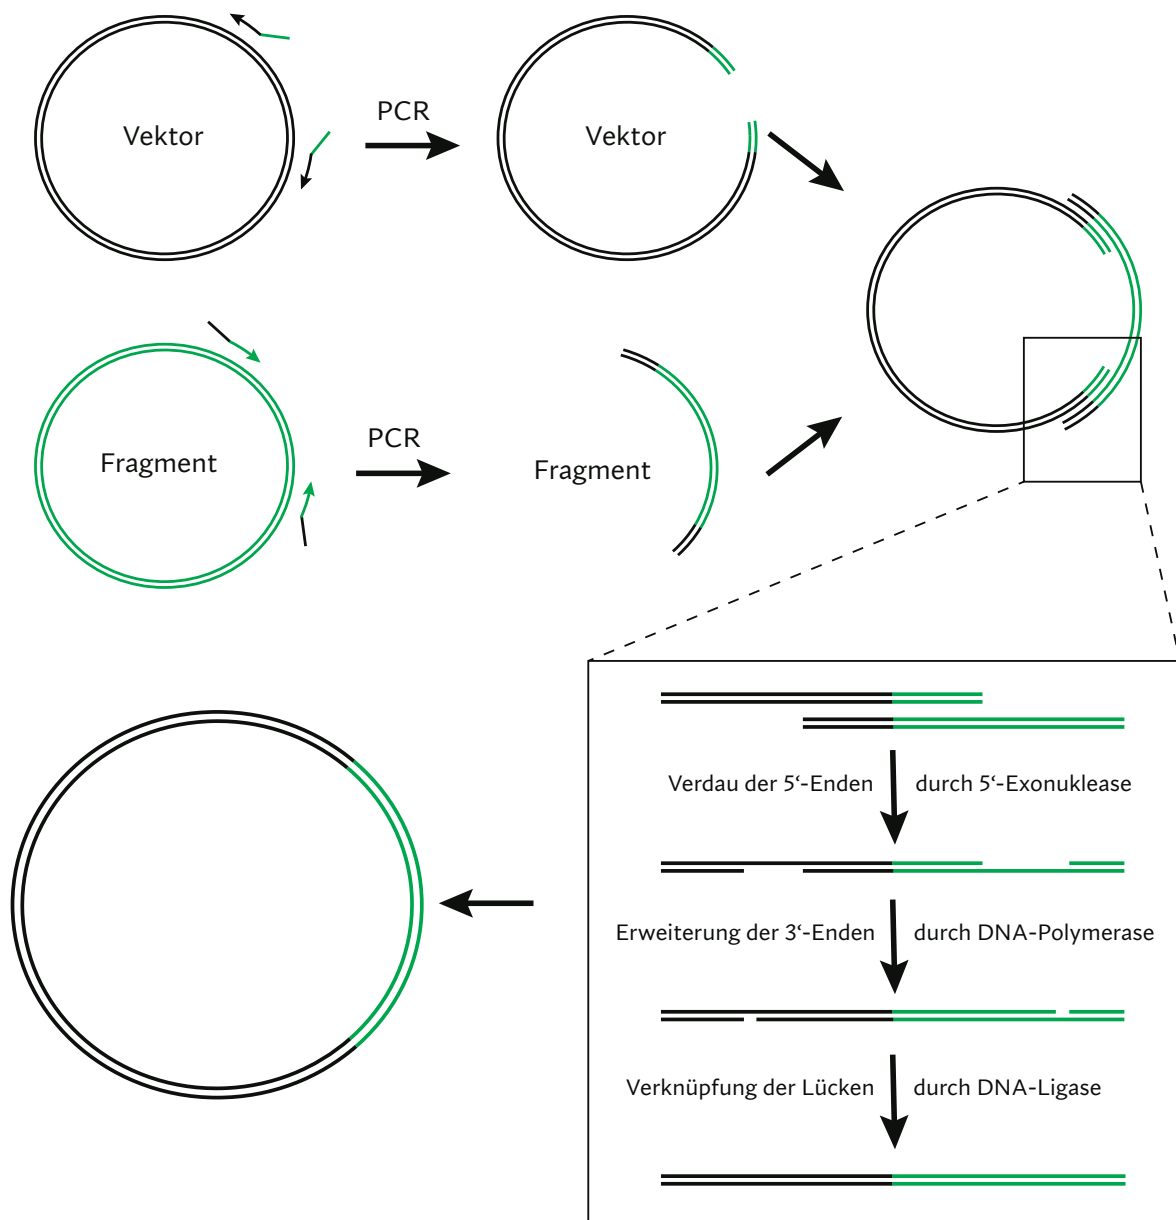 PCR
Vektor
Vektor
PCR
Fragment
Fragment
Verdau der 5‘-Enden durch 5‘-Exonuklease
Erweiterung der 3‘-Enden durch DNA-Polymerase
Verknüpfung der Lücken durch DNA-Ligase